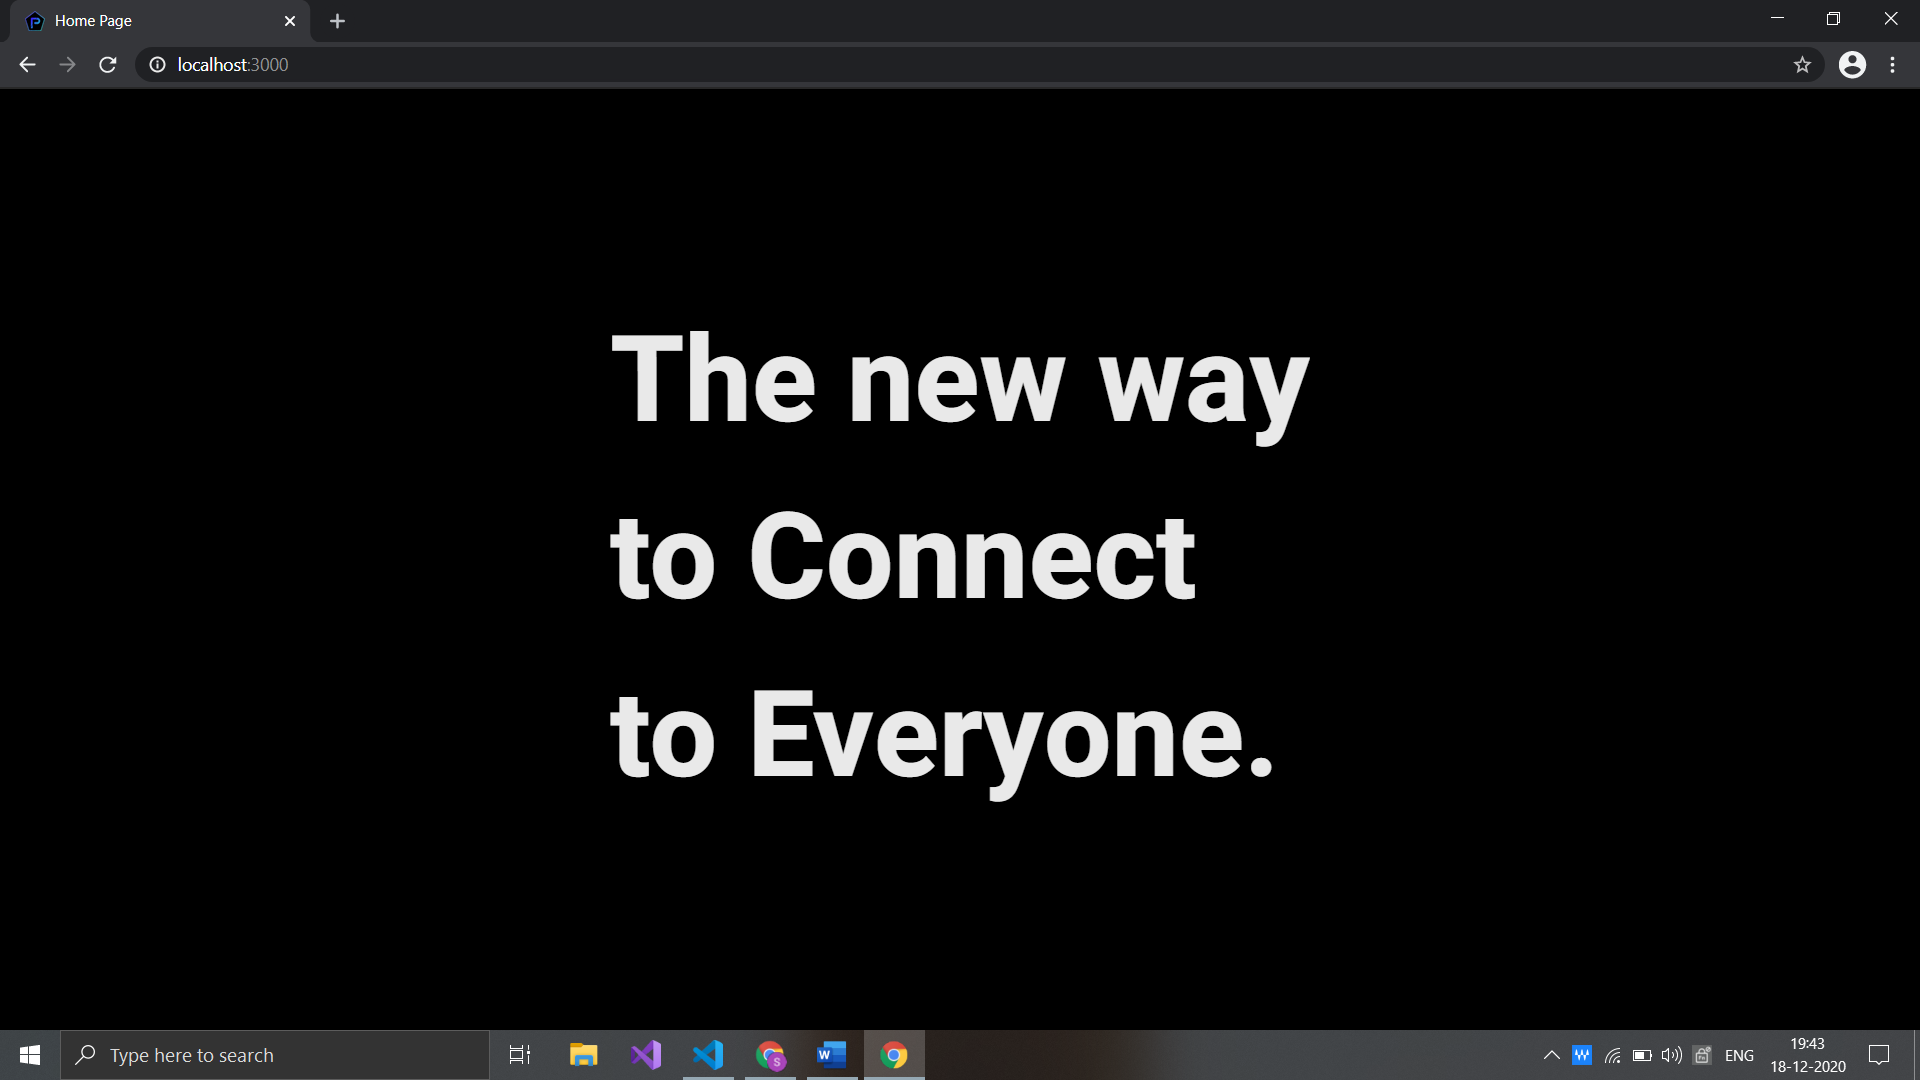 Home Page
localhost:3000
The new way
to Connect
to Everyone.
Type here to search
ENG
19:43
18-12-2020